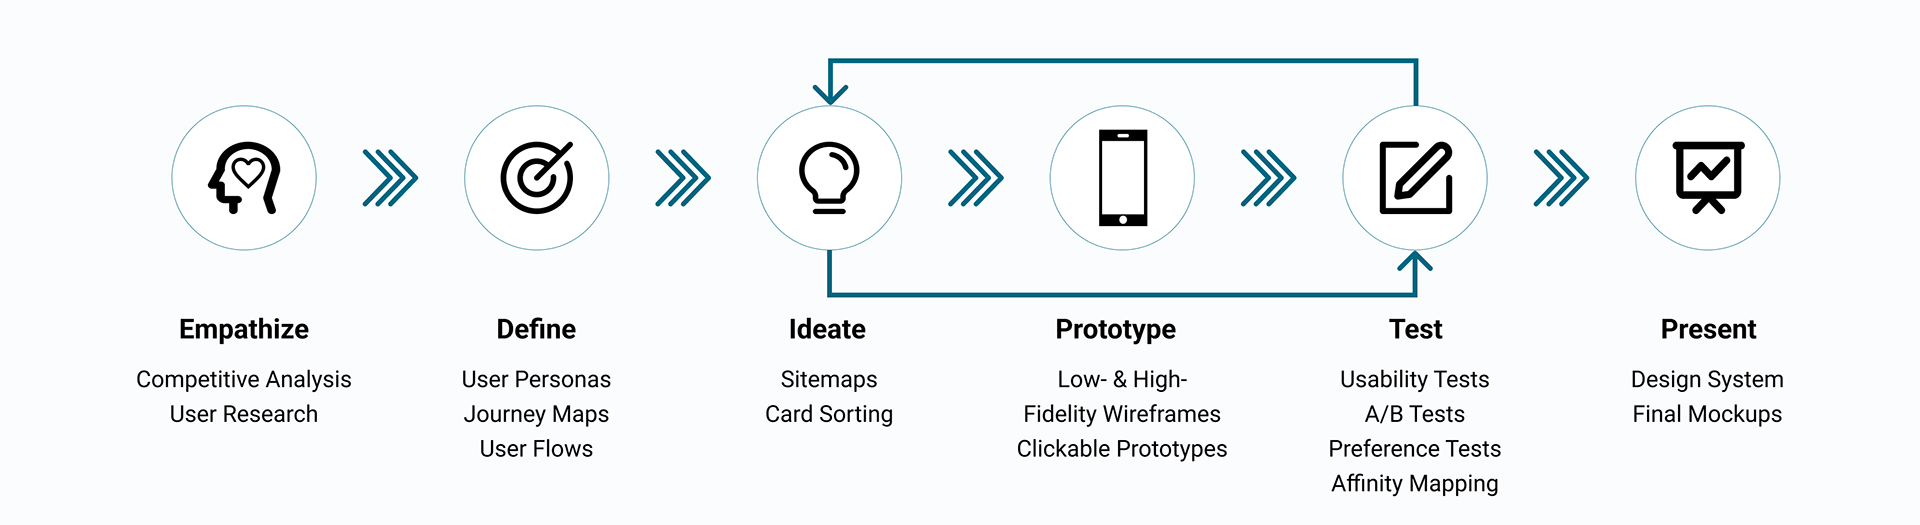 Empathize
Competitive Analysis
User Research
Define
User Personas
Journey Maps
User Flows
Ideate
Sitemaps
Card Sorting
Prototype
Low- & High-
Fidelity Wireframes
Clickable Prototypes
Test
Usability Tests
A/B Tests
Preference Tests
Affinity Mapping
Present
Design System
Final Mockups